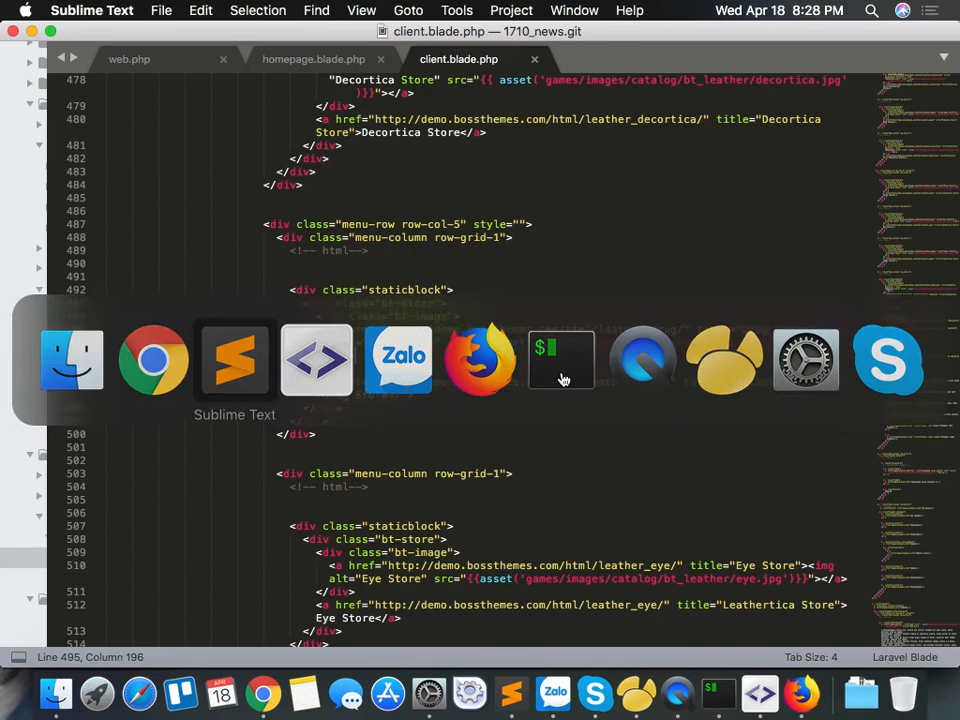 Sublime Text File Edit Selection Find View Goto Tools Project Window Help Wed Apr 18 8:28 PM
client.blade.php — 1710_news.git
web.php homepage.blade.php client.blade.php
478 "Decortica Store" src="{{ asset('games/images/catalog/bt_leather/decortica.jpg'
)}}"></a>
479 </div>
480 <a href="http://demo.bossthemes.com/html/leather_decortica/" title="Decortica
Store">Decortica Store</a>
481 </div>
482 </div>
483 </div>
484 </div>
485
486
487 <div class="menu-row row-col-5" style="">
488 <div class="menu-column row-grid-1">
489 <!-- html-->
490
491
492 <div class="staticblock">
Zalo
$
Sublime Text
500 </div>
501
502
503 <div class="menu-column row-grid-1">
504 <!-- html-->
505
506
507 <div class="staticblock">
508 <div class="bt-store">
509 <div class="bt-image">
510 <a href="http://demo.bossthemes.com/html/leather_eye/" title="Eye Store"><img
alt="Eye Store" src="{{asset('games/images/catalog/bt_leather/eye.jpg')}}"></a>
511 </div>
512 <a href="http://demo.bossthemes.com/html/leather_eye/" title="Leathertica Store">
Eye Store</a>
513 </div>
514 </div>
Line 495, Column 196 Tab Size: 4 Laravel Blade
APR
18
Zalo
$